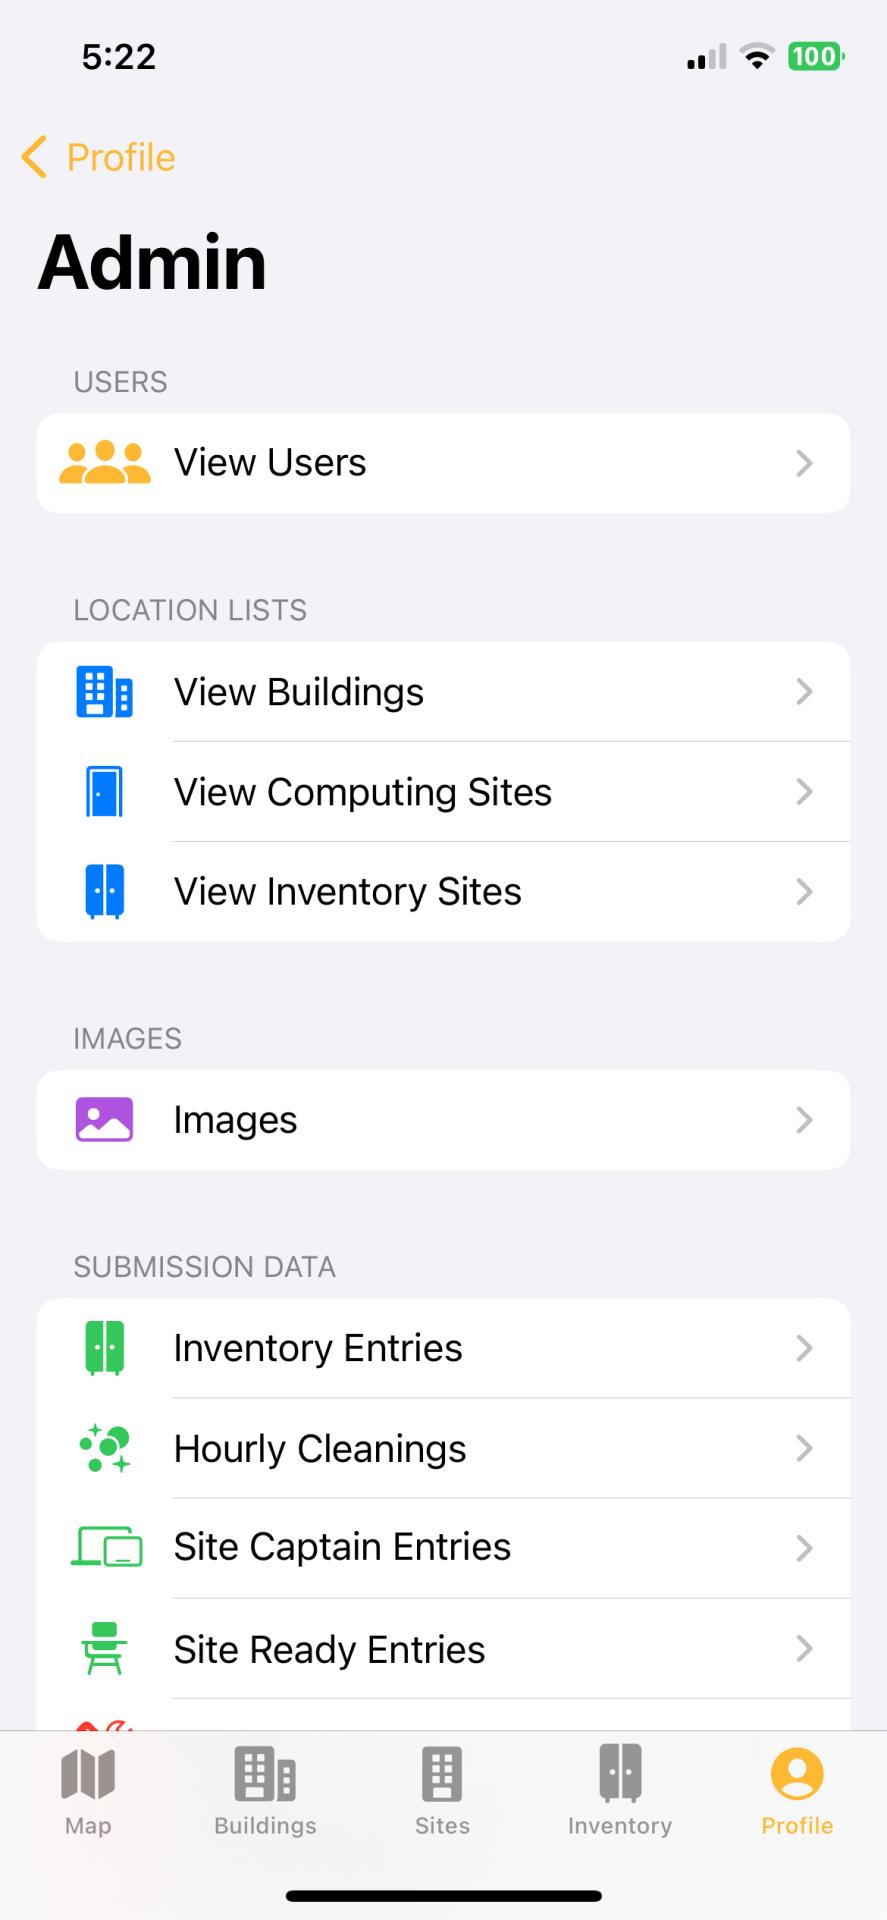 5:22
100
Profile
Admin
USERS
View Users
LOCATION LISTS
View Buildings
View Computing Sites
View Inventory Sites
IMAGES
Images
SUBMISSION DATA
Inventory Entries
Hourly Cleanings
Site Captain Entries
Site Ready Entries
Map
Buildings
Sites
Inventory
Profile